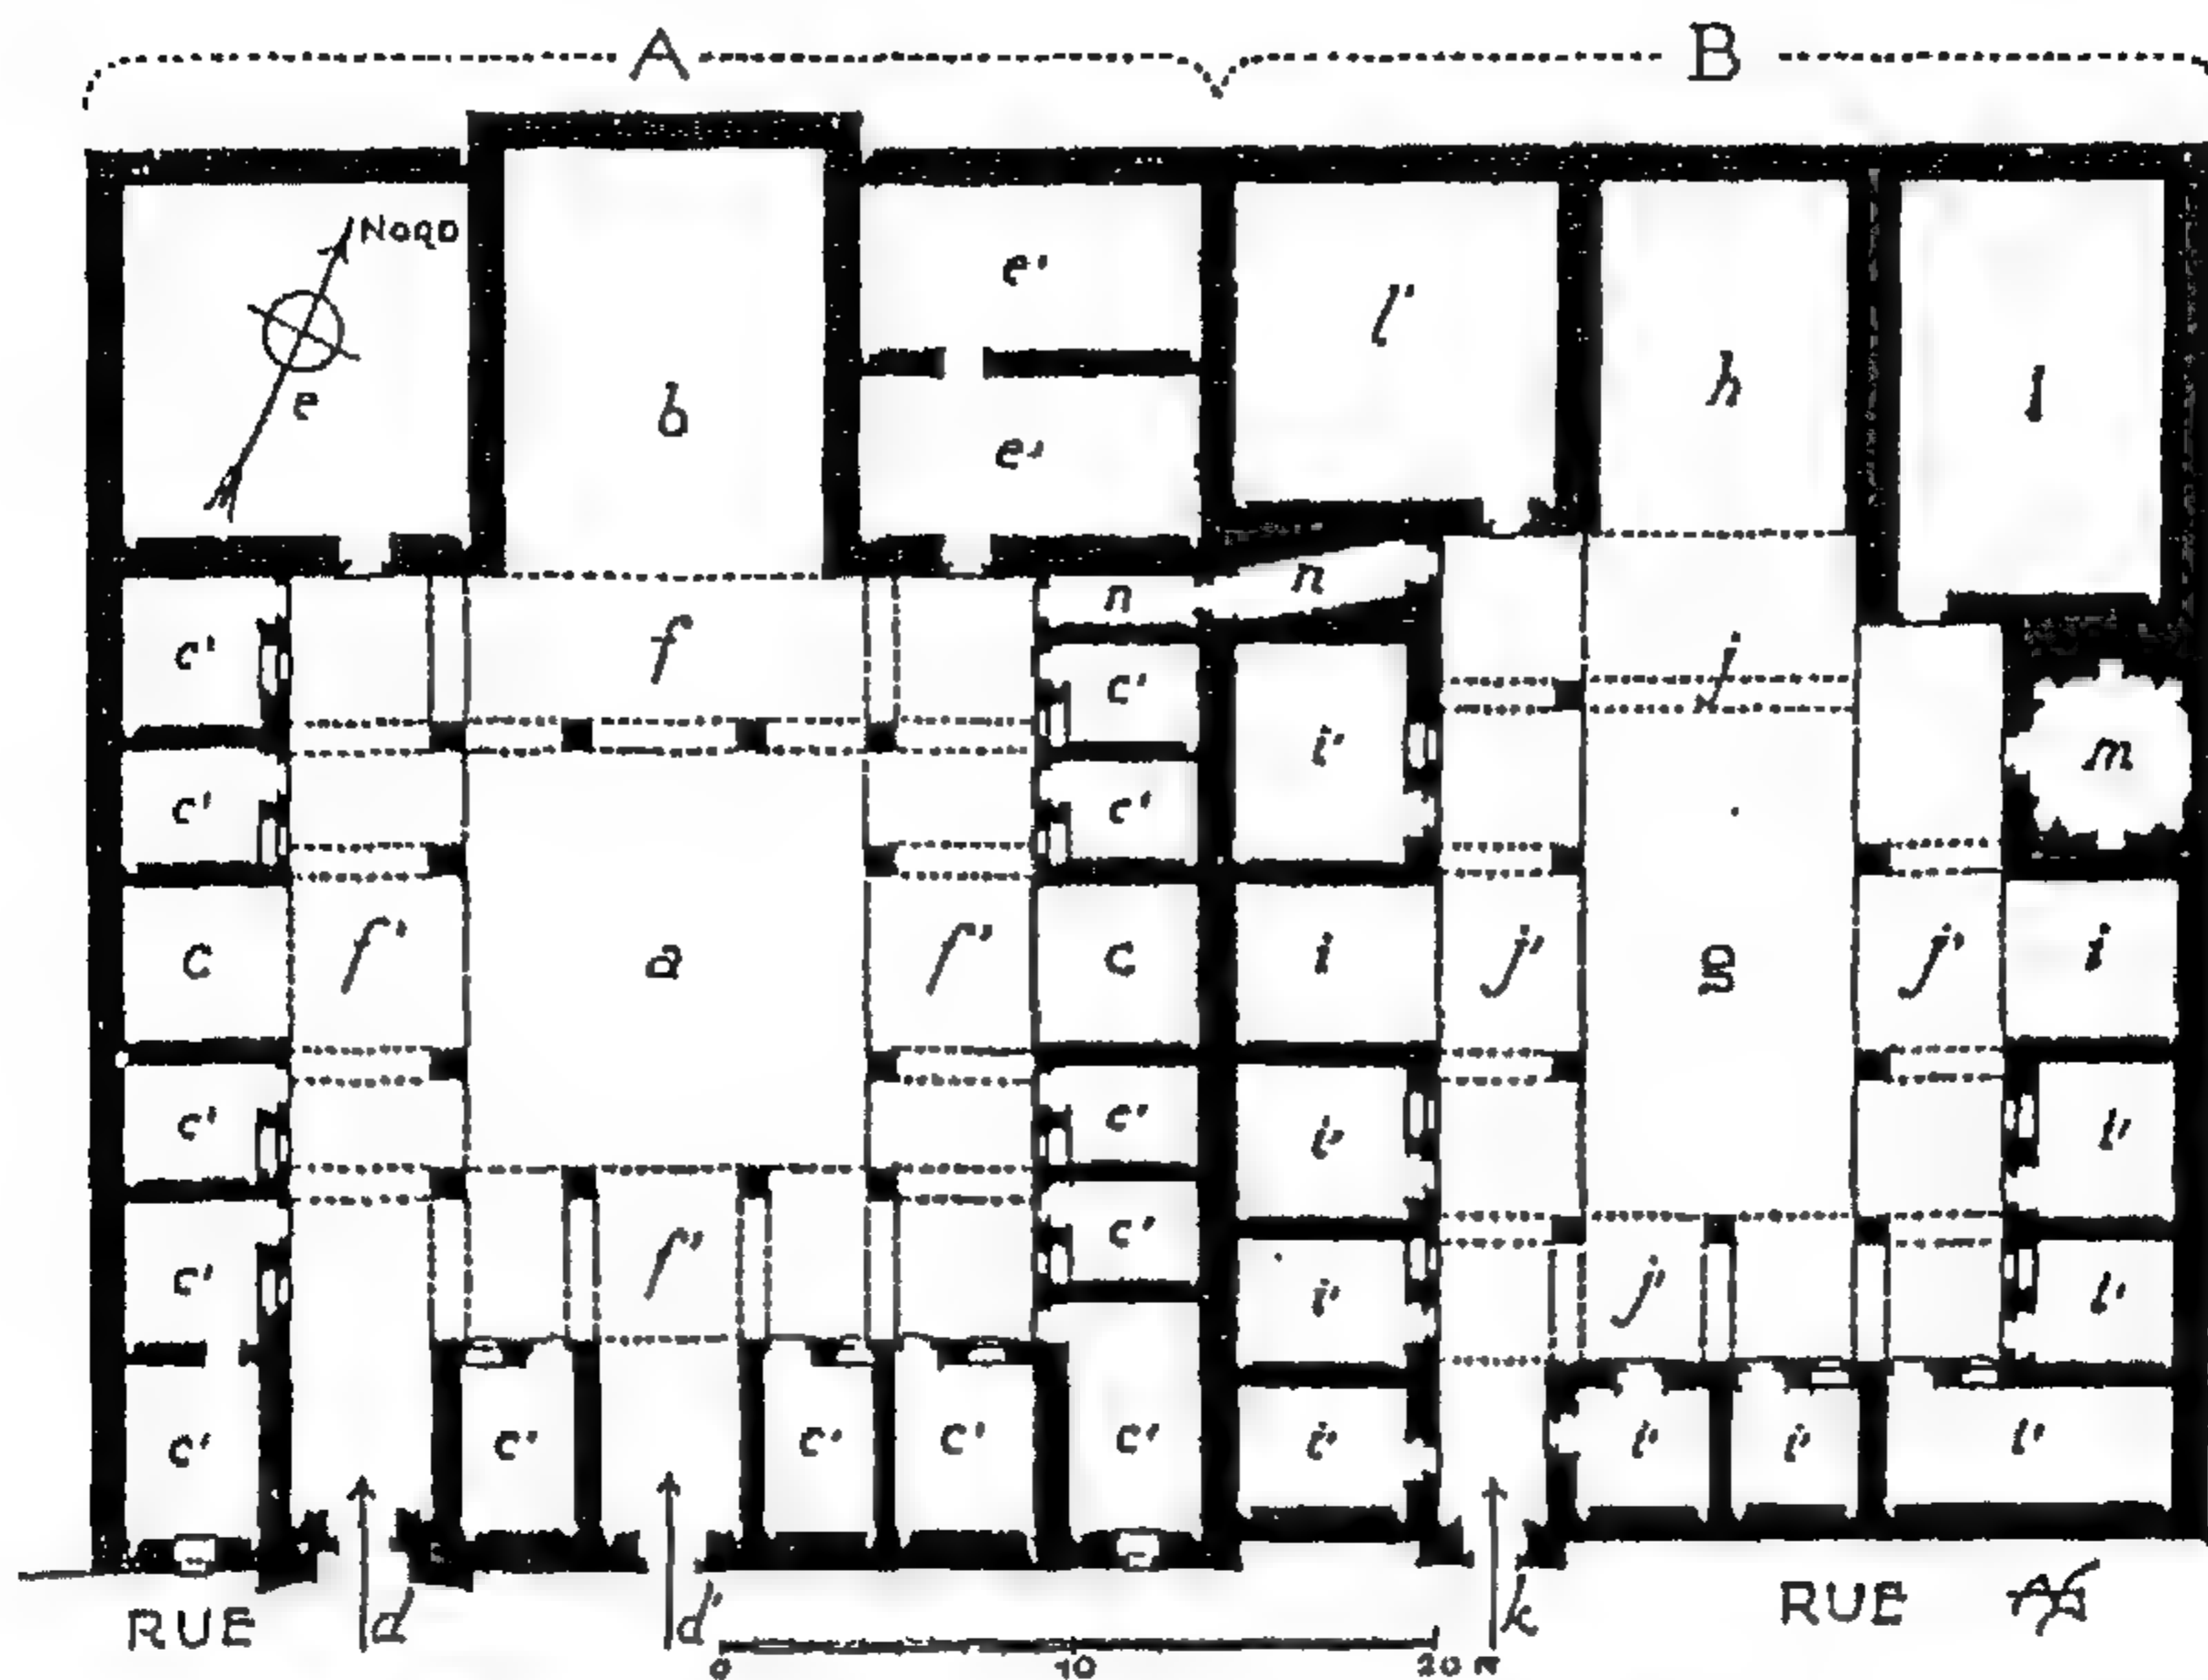 A B
NORD
e'
l'
e
b
h
l
e'
n n
f
c' c'
j
i'
m
c' c'
c f' a f' c i j' g j' i
c' c' i' i'
c' f' c' i' j' i'
c' c' c' c' c' i' i' i' i'
RUE d d' k RUE
0 10 20 m